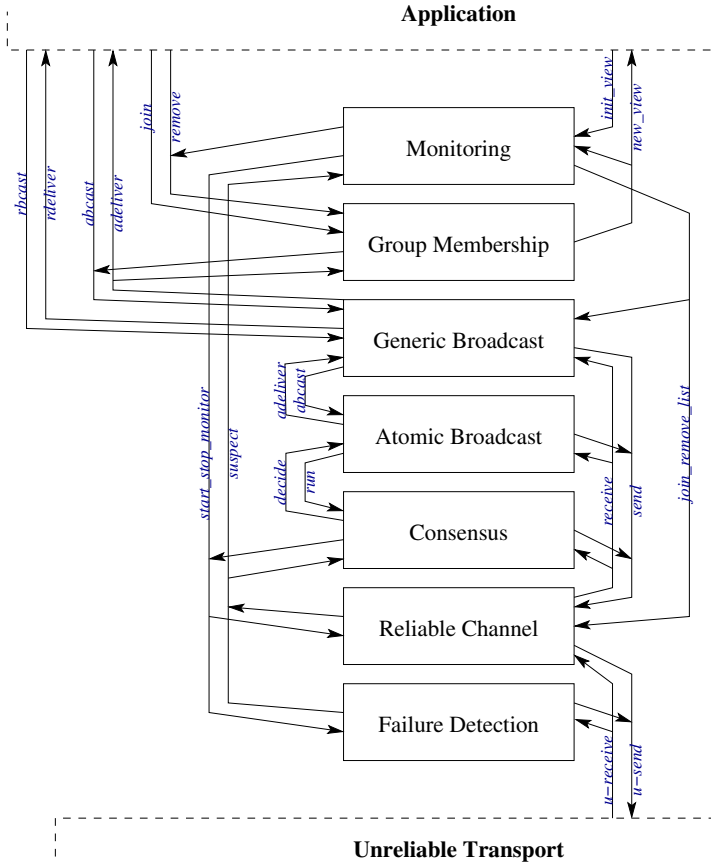 Application
init_view
new_view
join
remove
Monitoring
rbcast
rdeliver
abcast
adeliver
Group Membership
Generic Broadcast
adeliver
abcast
start_stop_monitor
suspect
Atomic Broadcast
join_remove_list
decide
run
receive
send
Consensus
Reliable Channel
Failure Detection
u-receive
u-send
Unreliable Transport